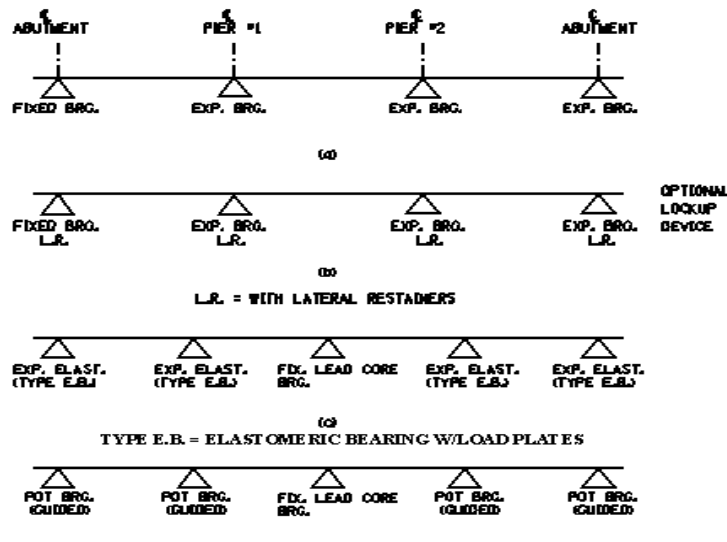 ℄ ℄ ℄ ℄
ABUTMENT PIER #1 PIER #2 ABUTMENT
FIXED BRG. EXP. BRG. EXP. BRG. EXP. BRG.
(a)
OPTIONAL
LOCKUP
DEVICE
FIXED BRG. EXP. BRG. EXP. BRG. EXP. BRG.
L.R. L.R. L.R. L.R.
(b)
L.R. = WITH LATERAL RESTAINERS
EXP. ELAST. EXP. ELAST. FIX. LEAD CORE EXP. ELAST. EXP. ELAST.
(TYPE E.B.) (TYPE E.B.) BRG. (TYPE E.B.) (TYPE E.B.)
(c)
TYPE E.B. = ELASTOMERIC BEARING W/LOAD PLATES
POT BRG. POT BRG. FIX. LEAD CORE POT BRG. POT BRG.
(GUIDED) (GUIDED) BRG. (GUIDED) (GUIDED)